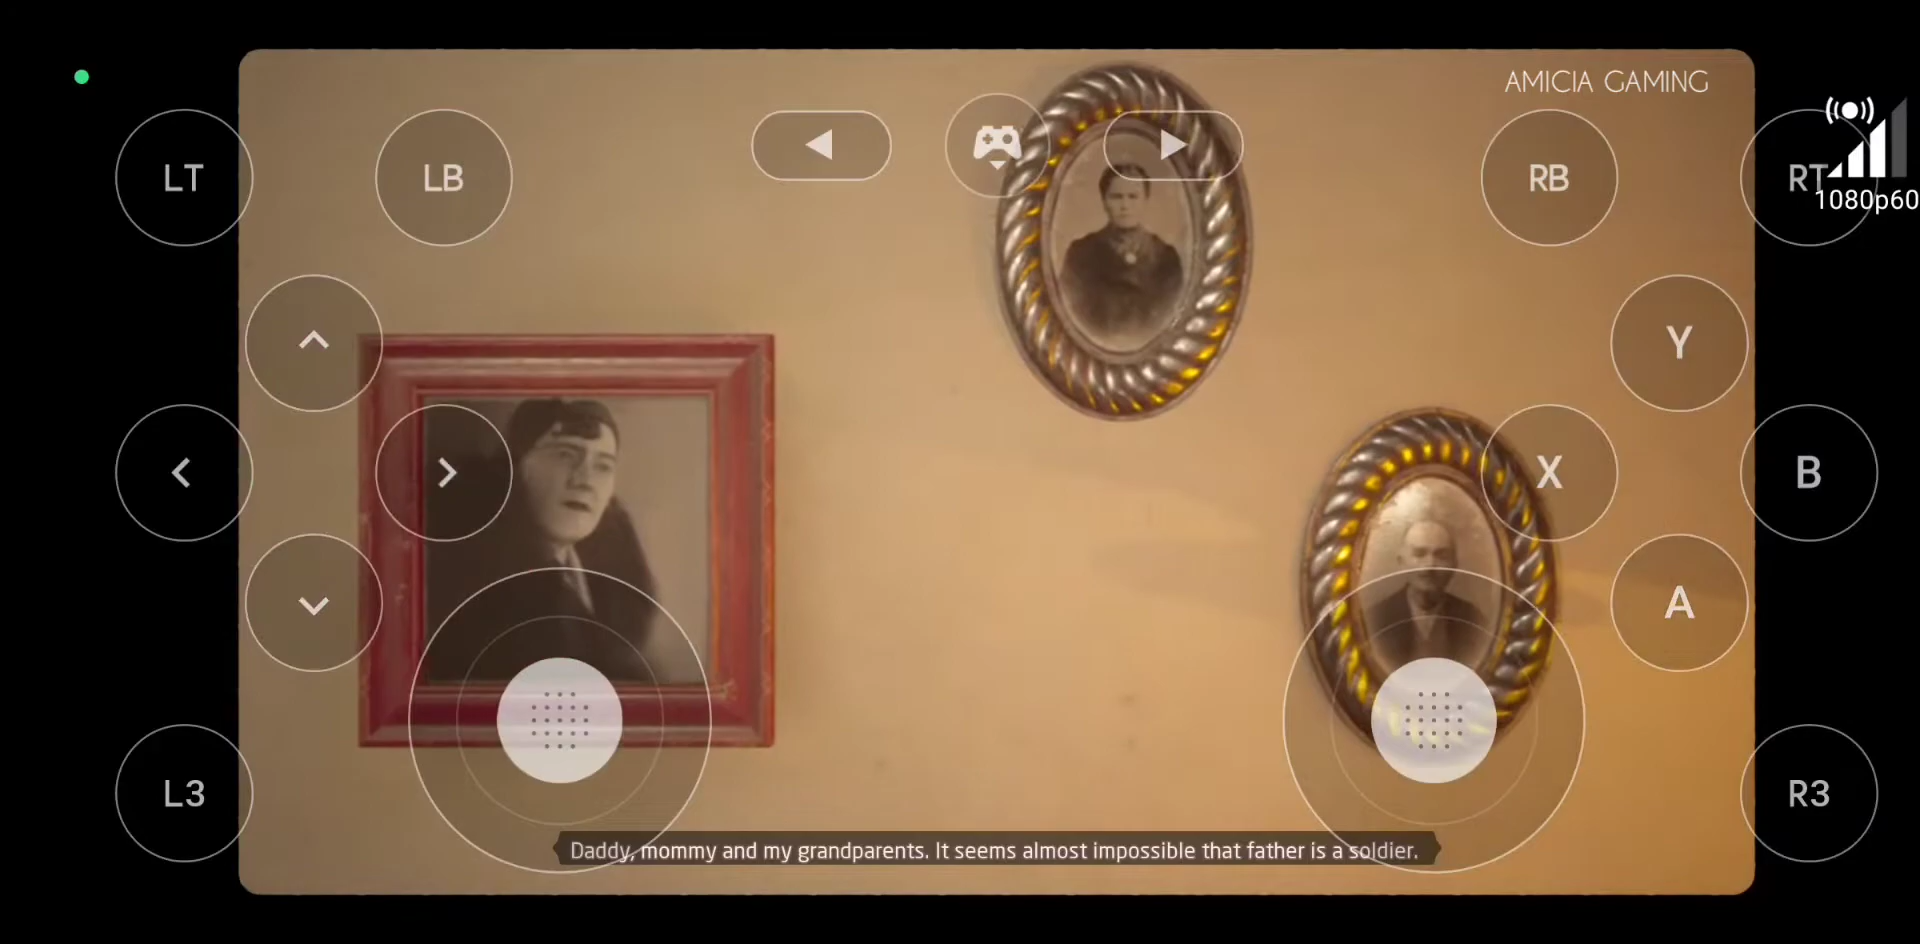 AMICIA GAMING
LT
LB
RB
RT
1080p60
Y
X
B
A
L3
R3
Daddy, mommy and my grandparents. It seems almost impossible that father is a soldier.